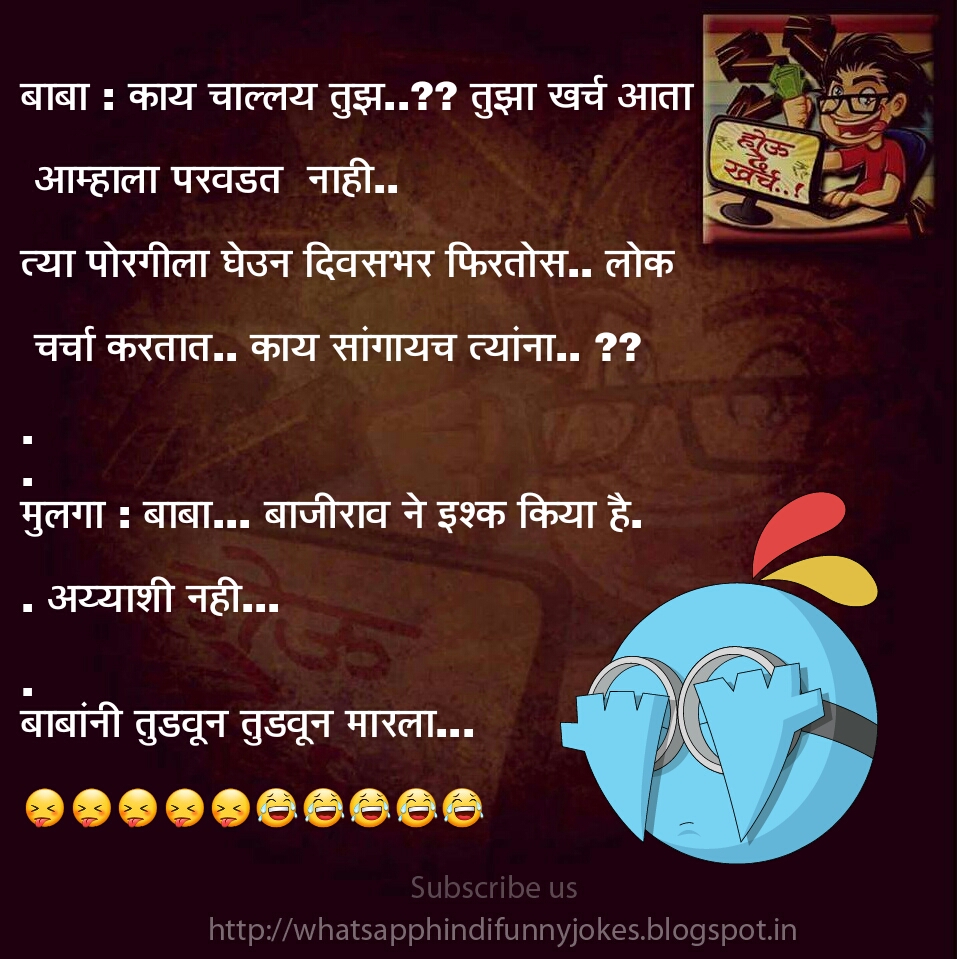 बाबा : काय चाल्लय तुझ..?? तुझा खर्च आता
आम्हाला परवडत नाही..
त्या पोरगीला घेउन दिवसभर फिरतोस.. लोक
चर्चा करतात.. काय सांगायच त्यांना.. ??
.
.
मुलगा : बाबा... बाजीराव ने इश्क किया है.
. अय्याशी नही...
.
बाबांनी तुडवून तुडवून मारला...
😝😝😝😝😝😂😂😂😂😂
होऊ
दे
खर्च..!
Subscribe us
http://whatsapphindifunnyjokes.blogspot.in